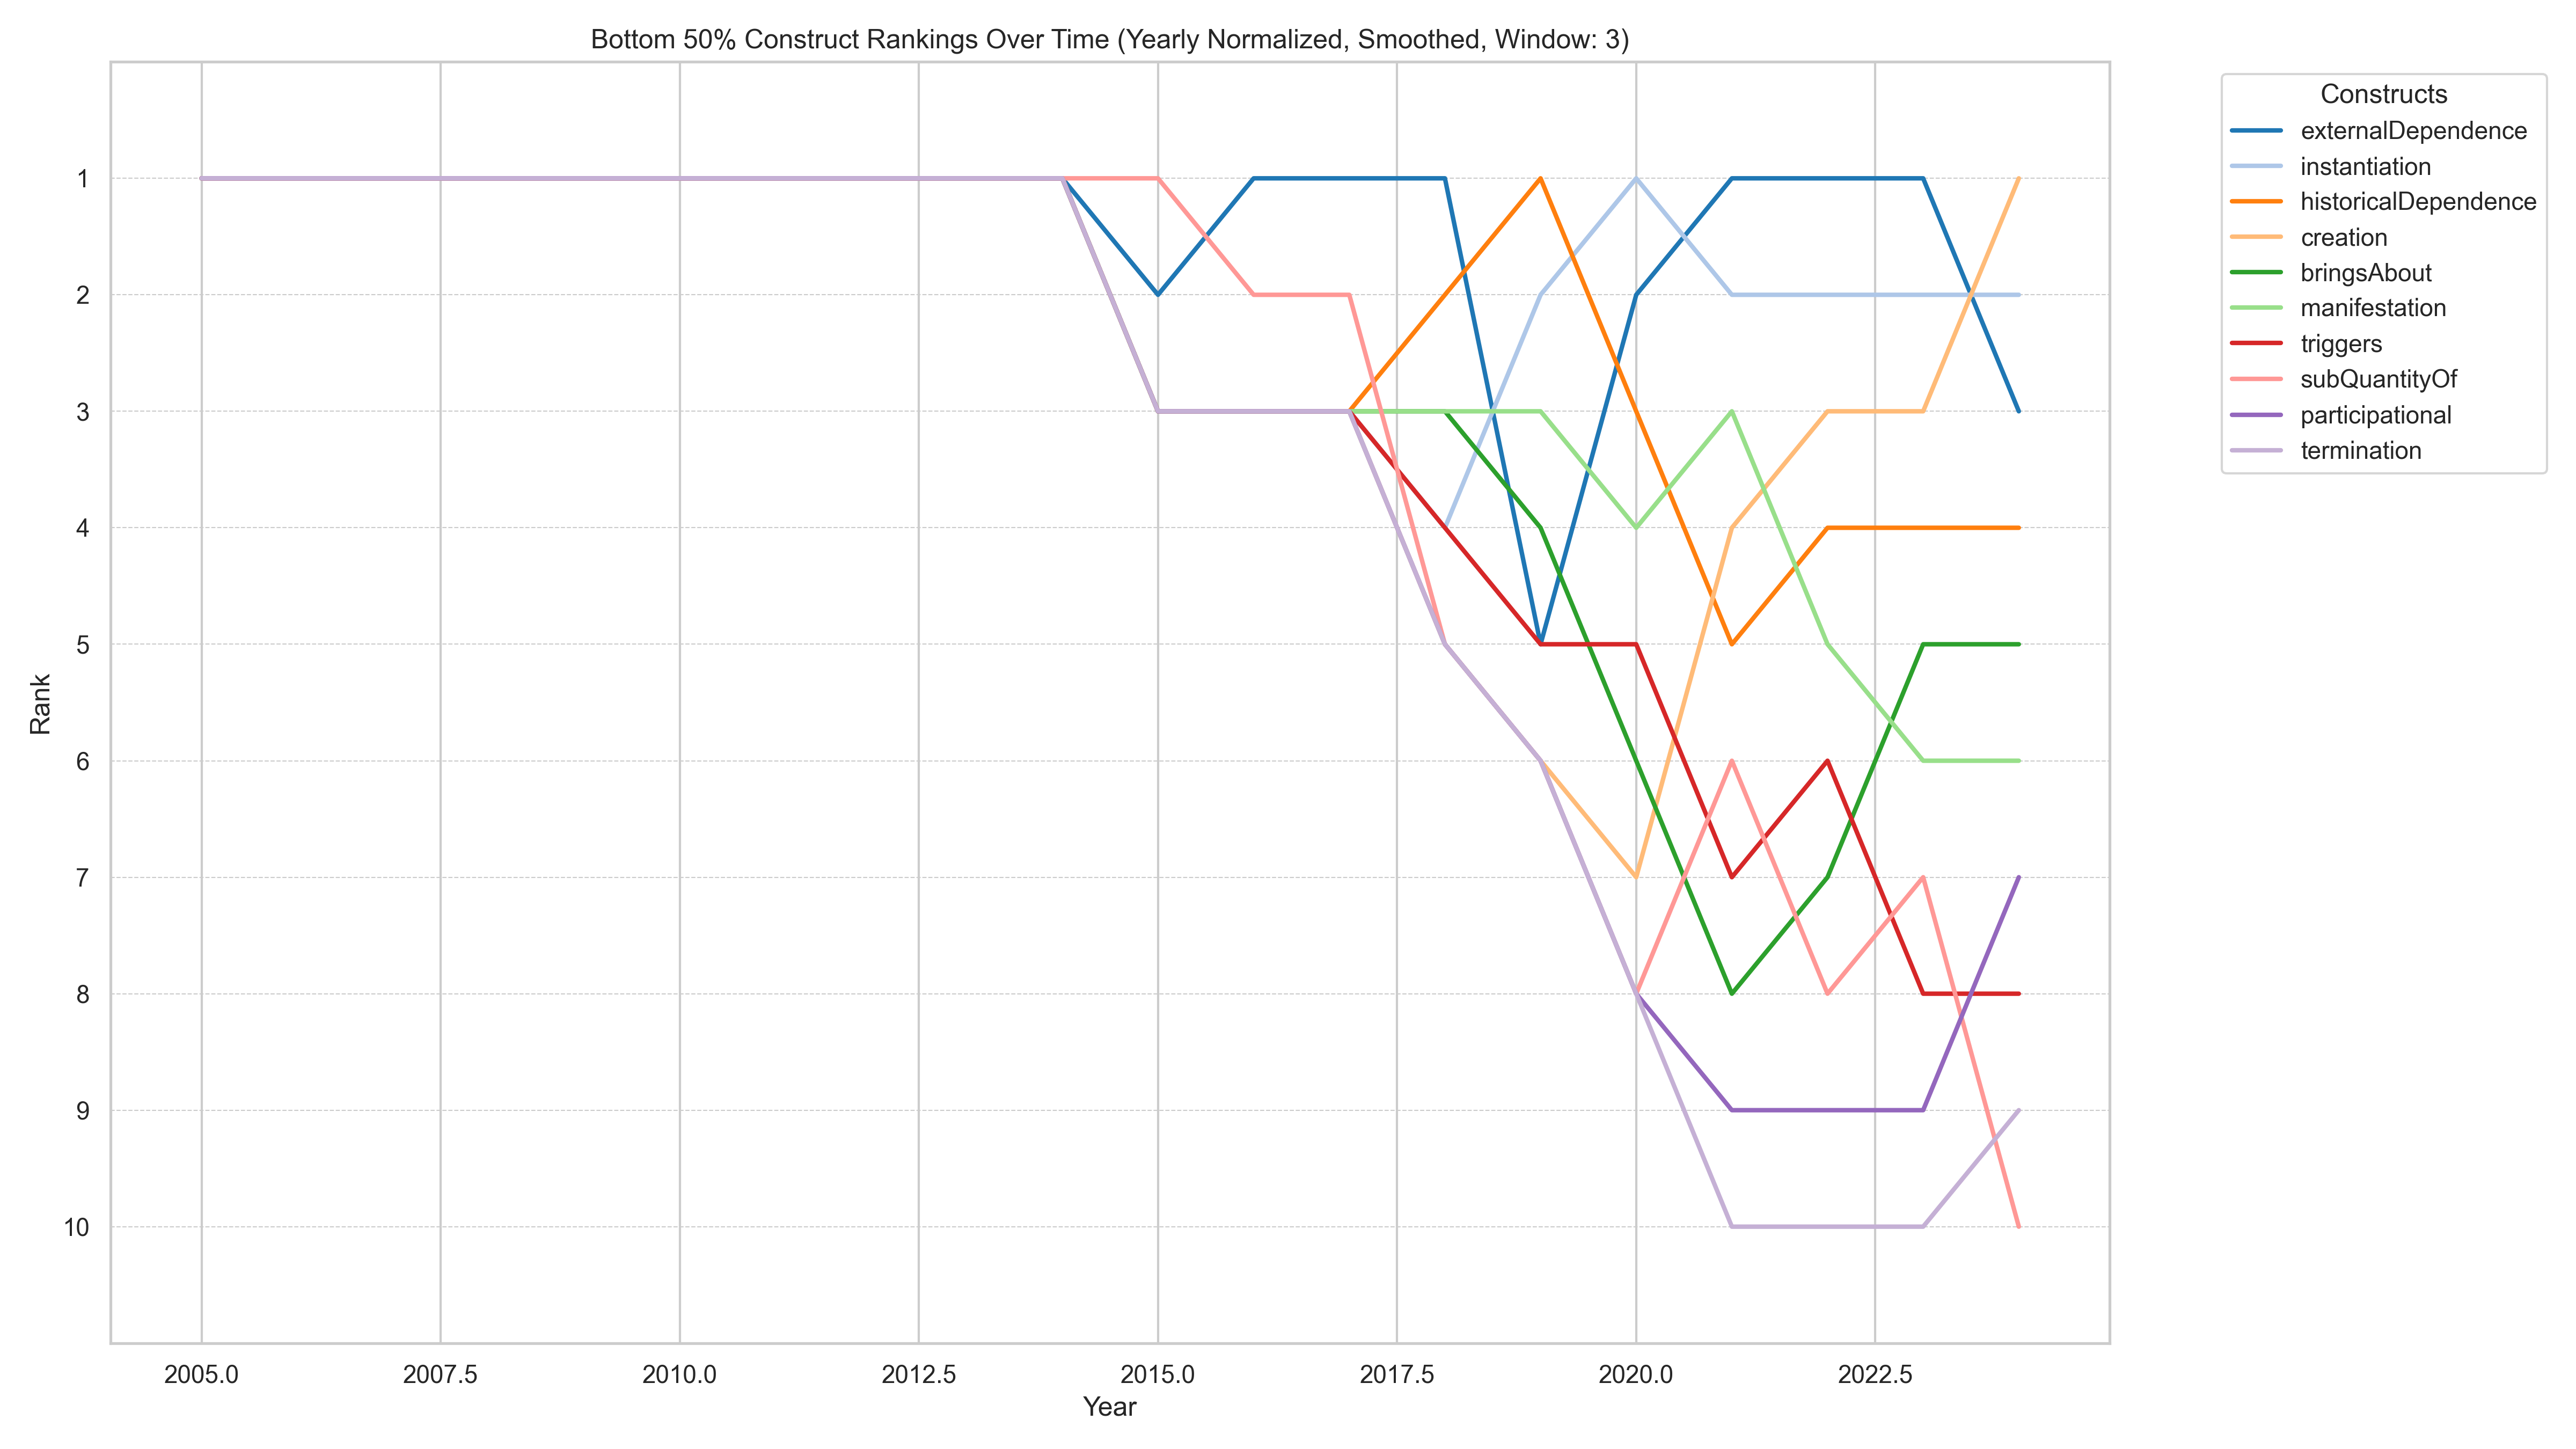 Bottom 50% Construct Rankings Over Time (Yearly Normalized, Smoothed, Window: 3)
Constructs
externalDependence
instantiation
historicalDependence
creation
bringsAbout
manifestation
triggers
subQuantityOf
participational
termination
Rank
1
2
3
4
5
6
7
8
9
10
2005.0 2007.5 2010.0 2012.5 2015.0 2017.5 2020.0 2022.5
Year